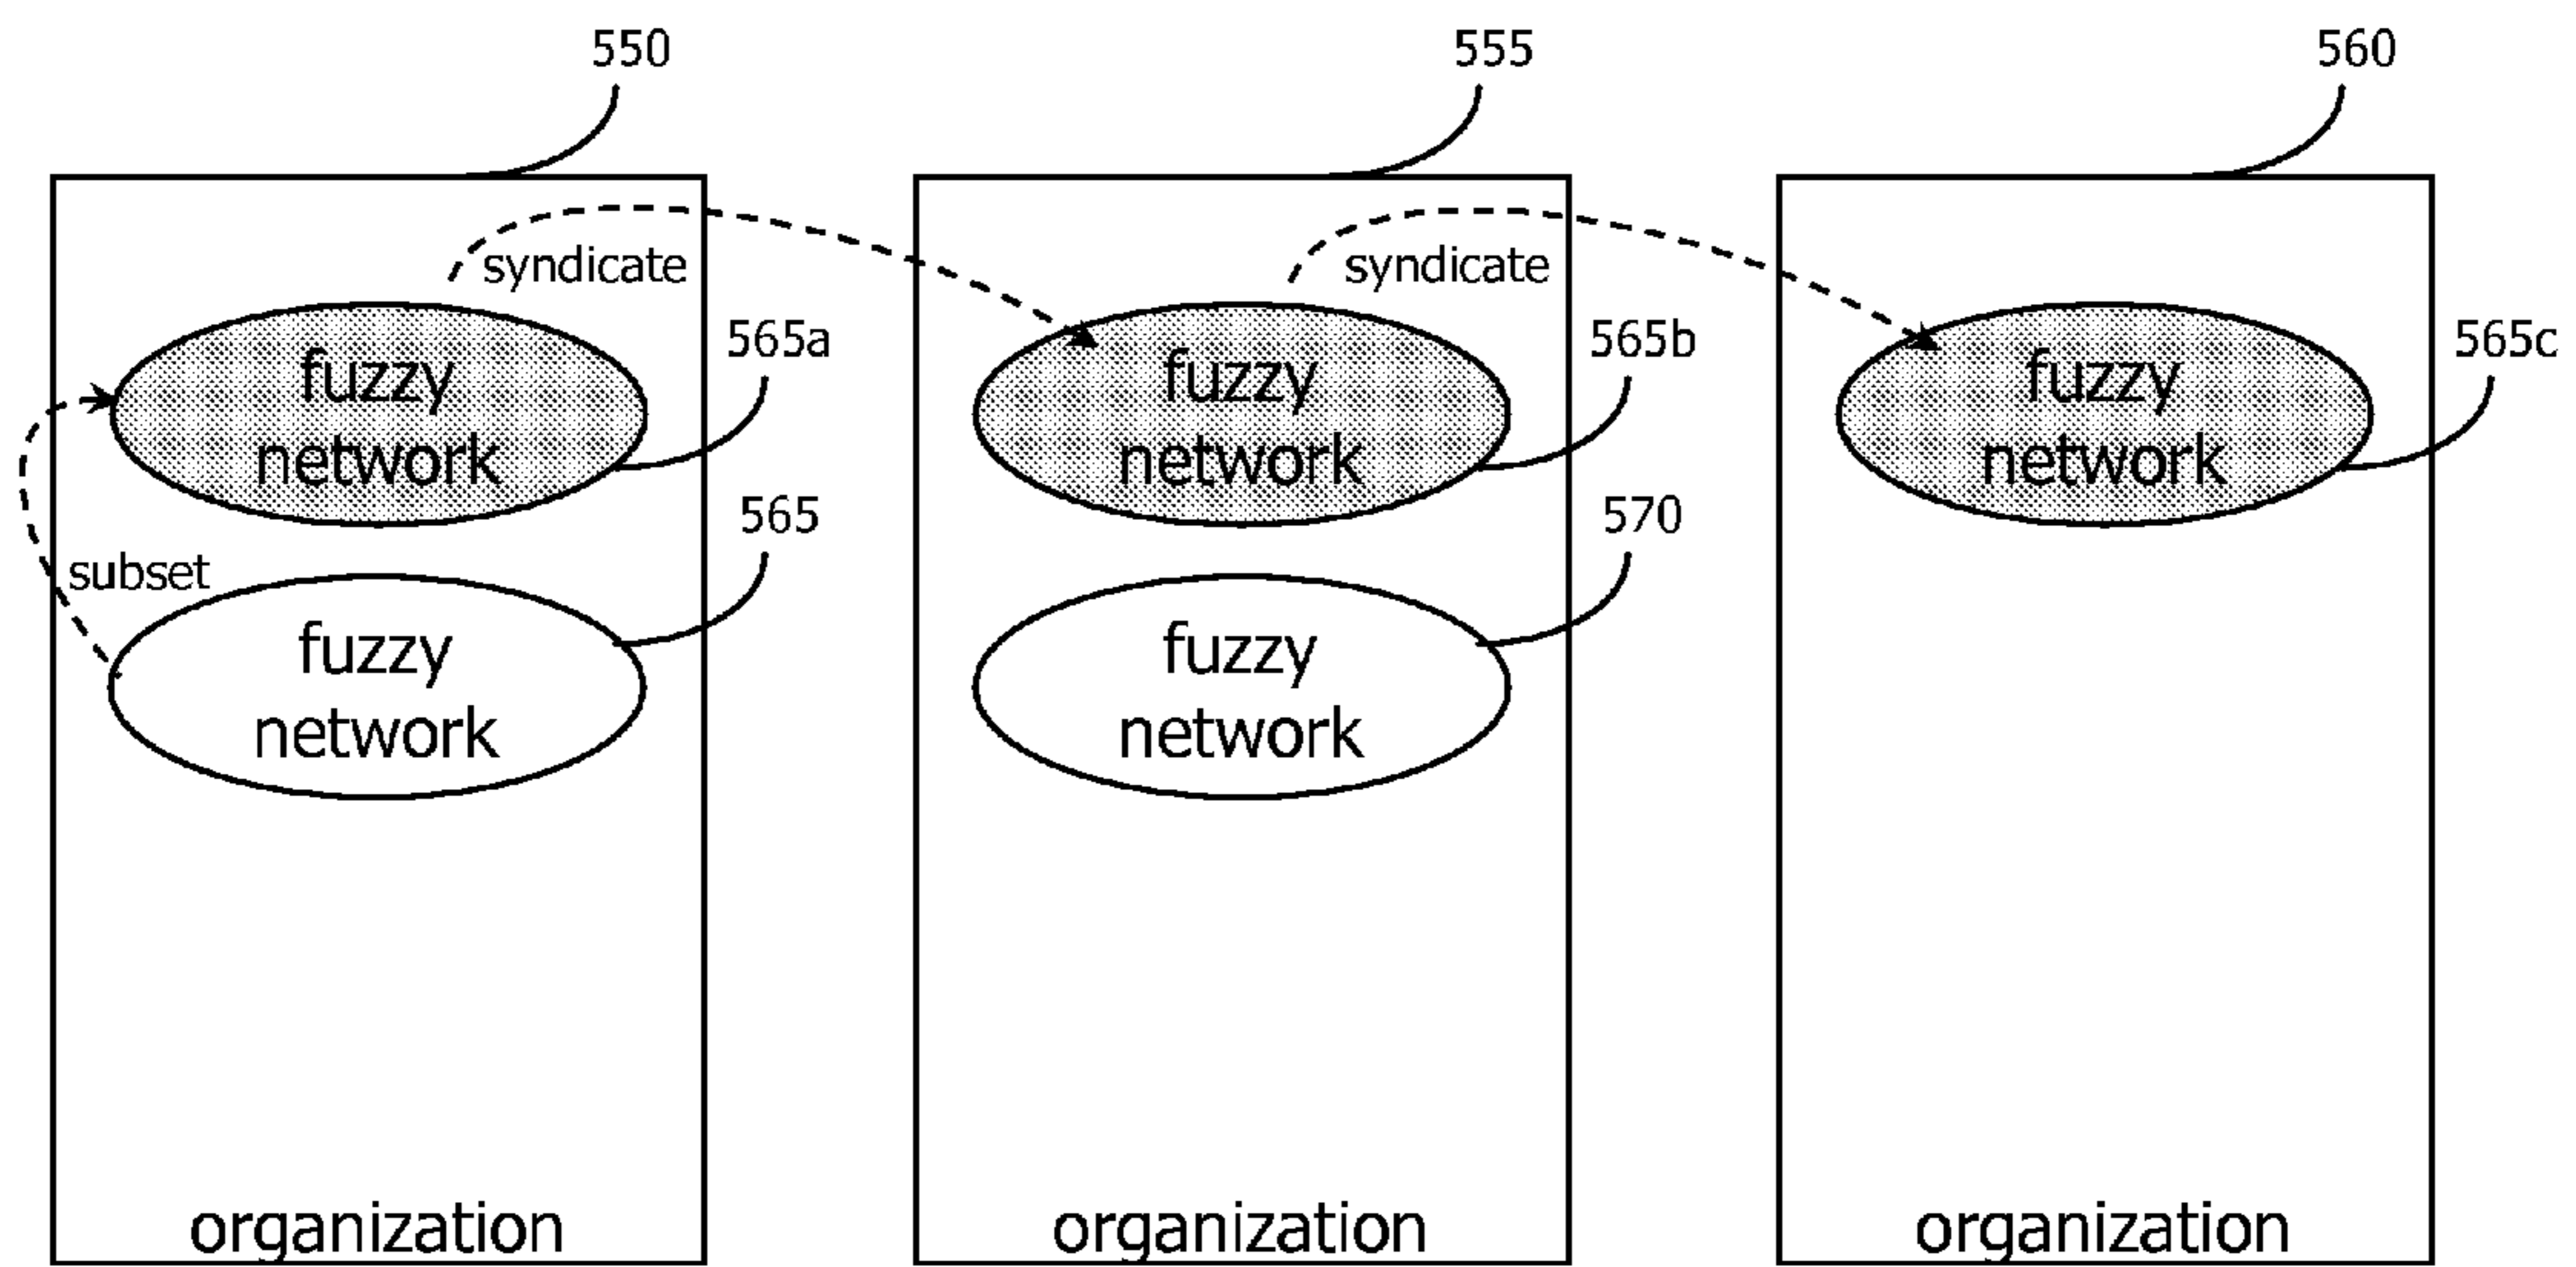 550
555
560
syndicate
syndicate
565a
565b
565c
fuzzy
network
fuzzy
network
fuzzy
network
565
570
subset
fuzzy
network
fuzzy
network
organization
organization
organization